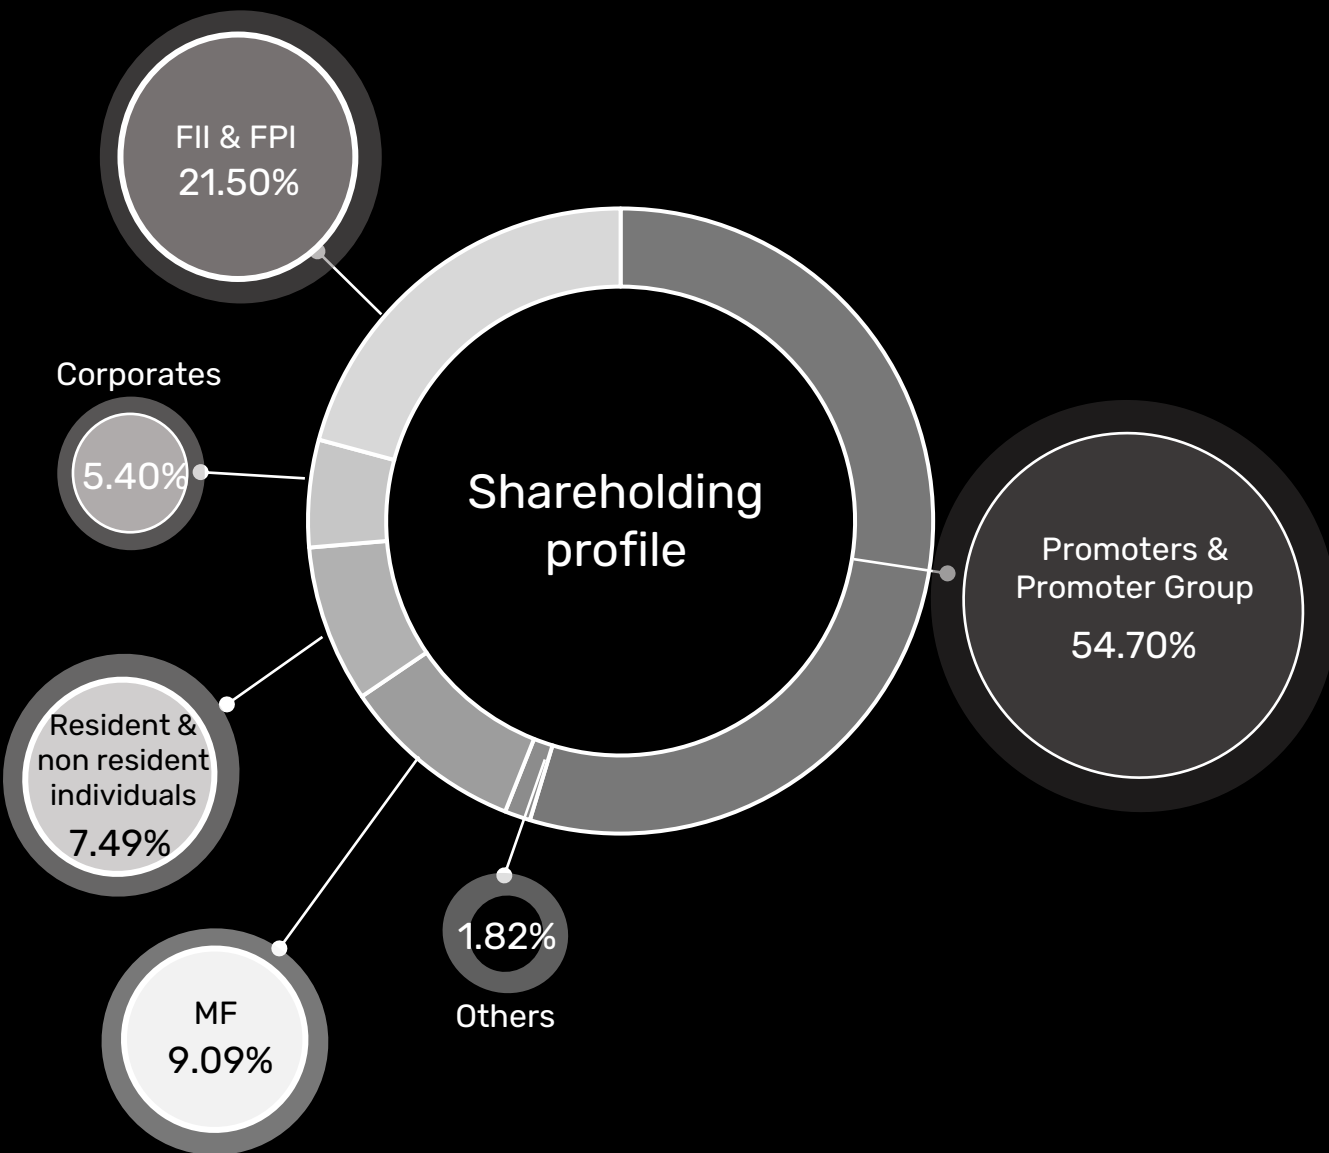 FII & FPI
21.50%
Corporates
5.40%
Shareholding
profile
Promoters &
Promoter Group
54.70%
Resident &
non resident
individuals
7.49%
1.82%
Others
MF
9.09%